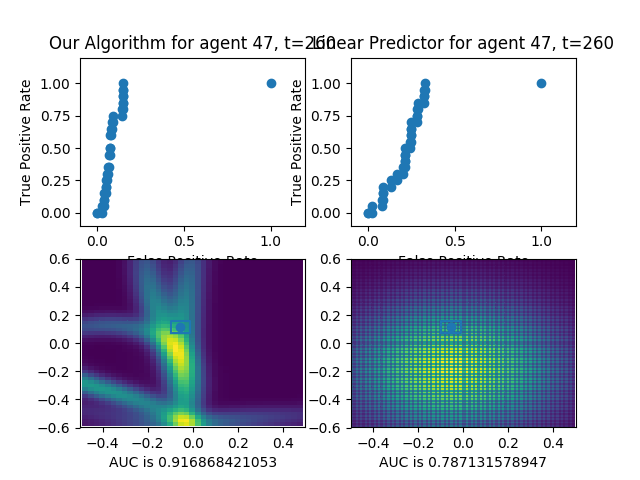 Our Algorithm for agent 47, t=260
Linear Predictor for agent 47, t=260
True Positive Rate
1.00
0.75
0.50
0.25
0.00
0.0 0.5 1.0
False Positive Rate
True Positive Rate
1.00
0.75
0.50
0.25
0.00
0.0 0.5 1.0
False Positive Rate
0.6
0.4
0.2
0.0
−0.2
−0.4
−0.6
−0.4 −0.2 0.0 0.2 0.4
AUC is 0.916868421053
0.6
0.4
0.2
0.0
−0.2
−0.4
−0.6
−0.4 −0.2 0.0 0.2 0.4
AUC is 0.787131578947